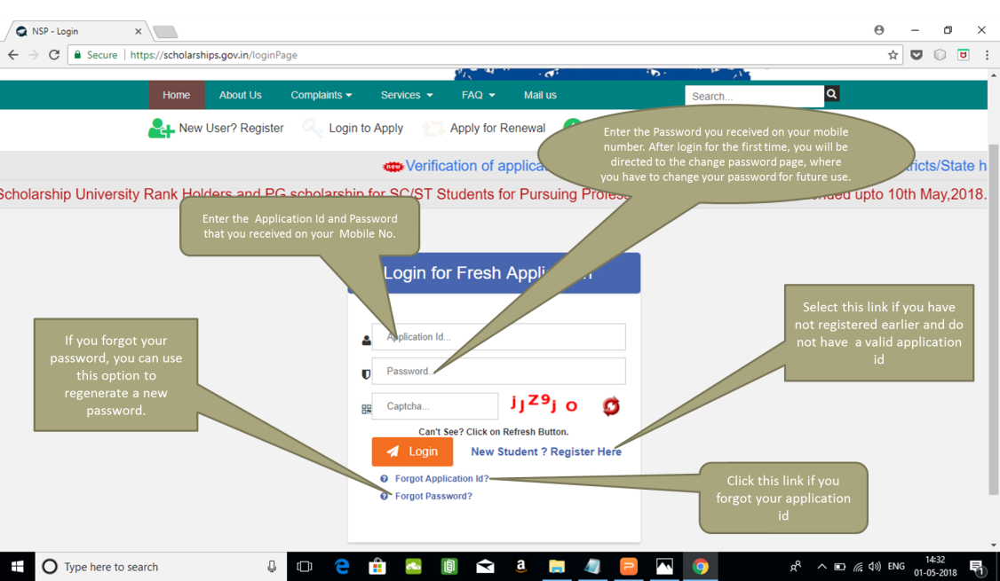 NSP - Login
Secure | https://scholarships.gov.in/loginPage
Home About Us Complaints Services FAQ Mail us Search...
New User? Register Login to Apply Apply for Renewal
Enter the Password you received on your mobile
number. After login for the first time, you will be
directed to the change password page, where
you have to change your password for future use.
new Verification of applica tricts/State h
Scholarship University Rank Holders and PG scholarship for SC/ST Students for Pursuing Profes upto 10th May,2018.
Enter the Application Id and Password
that you received on your Mobile No.
Login for Fresh
Application Id...
Password...
Captcha...
jJZ9jo
Can't See? Click on Refresh Button.
Login New Student ? Register Here
Forgot Application Id?
Forgot Password?
If you forgot your
password, you can use
this option to
regenerate a new
password.
Select this link if you have
not registered earlier and do
not have a valid application
id
Click this link if you
forgot your application
id
Type here to search
a
ENG
14:32
01-05-2018
1